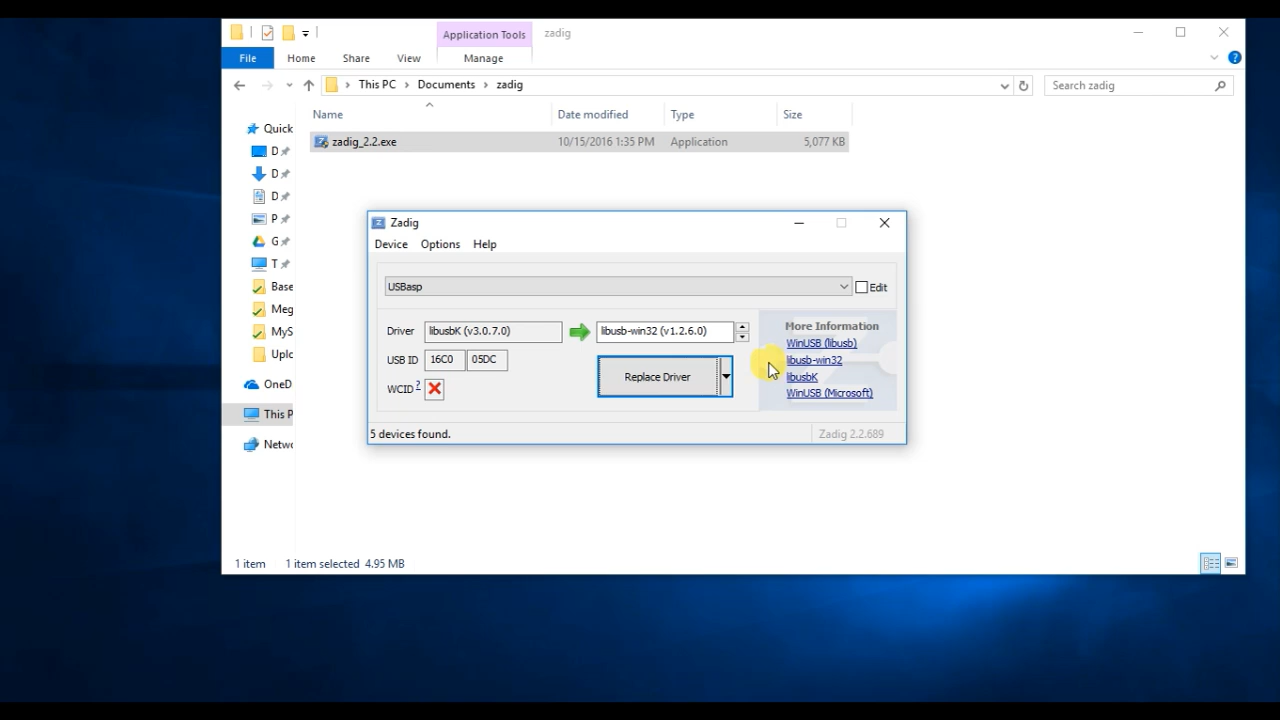 Application Tools zadig
File Home Share View Manage
This PC > Documents > zadig Search zadig
Name Date modified Type Size
zadig_2.2.exe 10/15/2016 1:35 PM Application 5,077 KB
Quick
D
D
D
P
G
T
Base
Meg
MyS
Uplo
OneD
This P
Netwo
Zadig
Device Options Help
USBasp Edit
Driver libusbK (v3.0.7.0) libusb-win32 (v1.2.6.0)
USB ID 16C0 05DC
WCID ?
Replace Driver
More Information
WinUSB (libusb)
libusb-win32
libusbK
WinUSB (Microsoft)
5 devices found. Zadig 2.2.689
1 item 1 item selected 4.95 MB